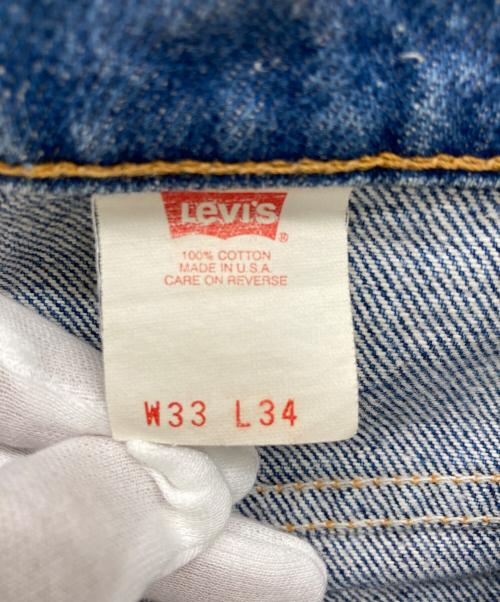 LEVI'S®
100% COTTON
MADE IN U.S.A.
CARE ON REVERSE
W33 L34